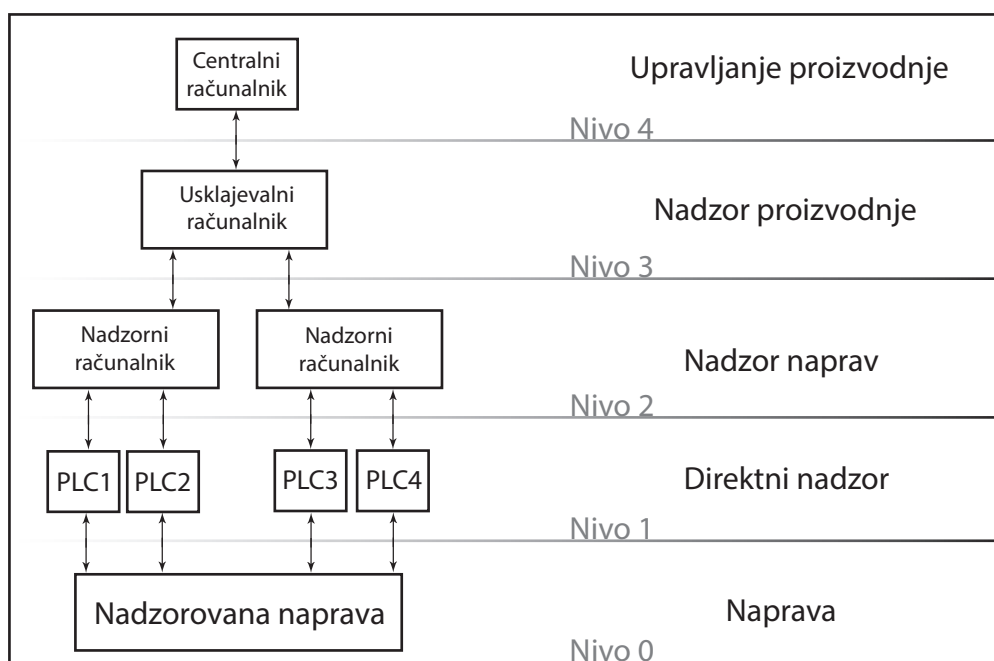 Centralni
računalnik
Upravljanje proizvodnje
Nivo 4
Usklajevalni
računalnik
Nadzor proizvodnje
Nivo 3
Nadzorni
računalnik
Nadzorni
računalnik
Nadzor naprav
Nivo 2
PLC1
PLC2
PLC3
PLC4
Direktni nadzor
Nivo 1
Nadzorovana naprava
Naprava
Nivo 0